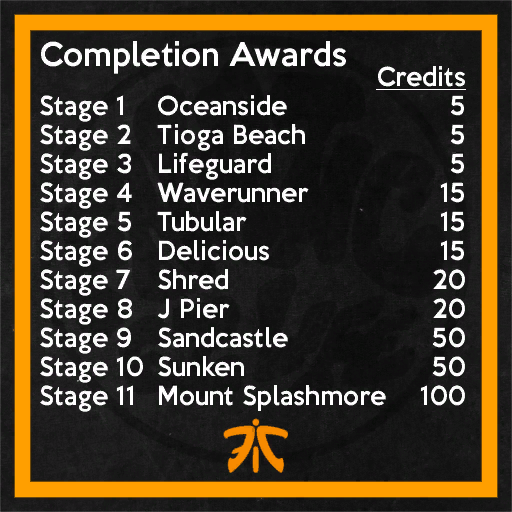 Completion Awards
Credits
Stage 1 Oceanside 5
Stage 2 Tioga Beach 5
Stage 3 Lifeguard 5
Stage 4 Waverunner 15
Stage 5 Tubular 15
Stage 6 Delicious 15
Stage 7 Shred 20
Stage 8 J Pier 20
Stage 9 Sandcastle 50
Stage 10 Sunken 50
Stage 11 Mount Splashmore 100